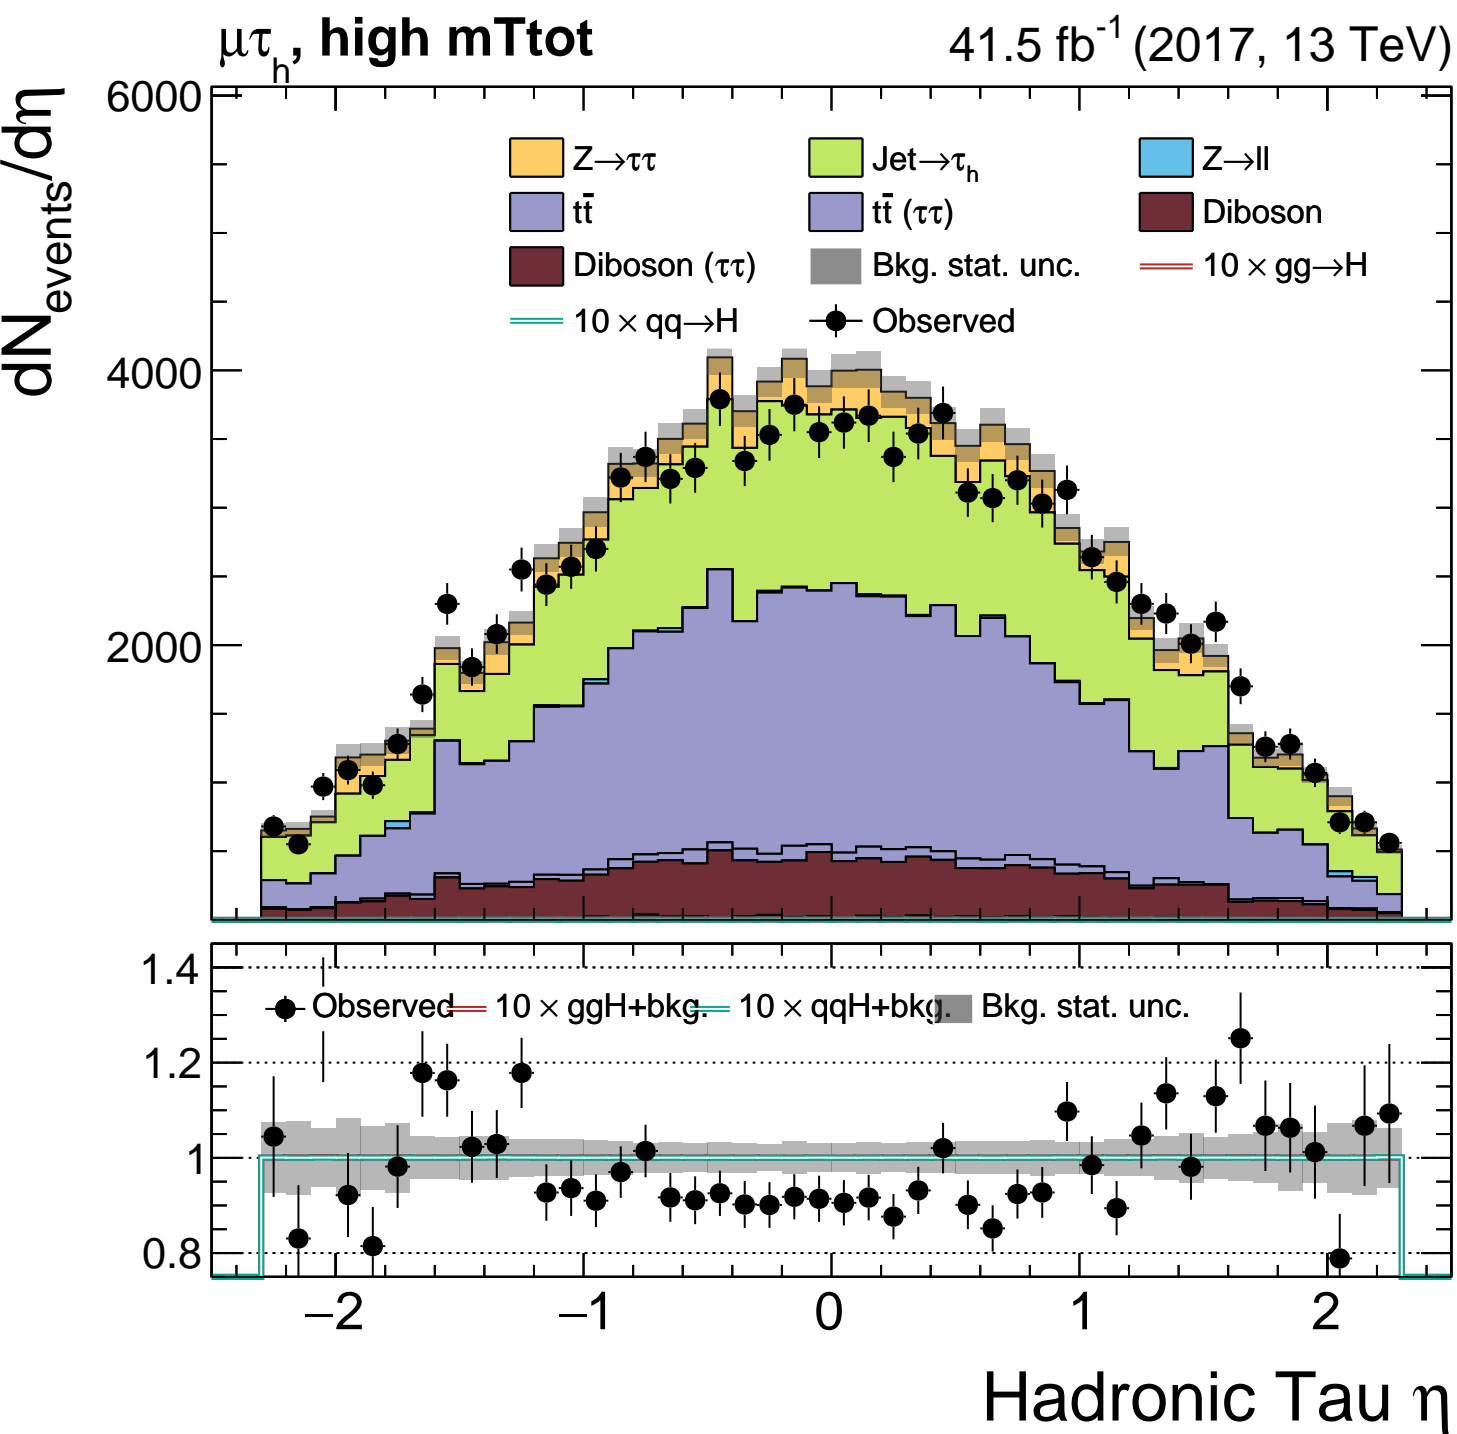 μτh, high mTtot 41.5 fb-1 (2017, 13 TeV)
dNevents/dη
6000
4000
2000
Z→ττ Jet→τh Z→ll
tt̄ tt̄ (ττ) Diboson
Diboson (ττ) Bkg. stat. unc. 10 × gg→H
10 × qq→H Observed
1.4
1.2
1
0.8
Observed 10 × ggH+bkg. 10 × qqH+bkg. Bkg. stat. unc.
−2 −1 0 1 2
Hadronic Tau η